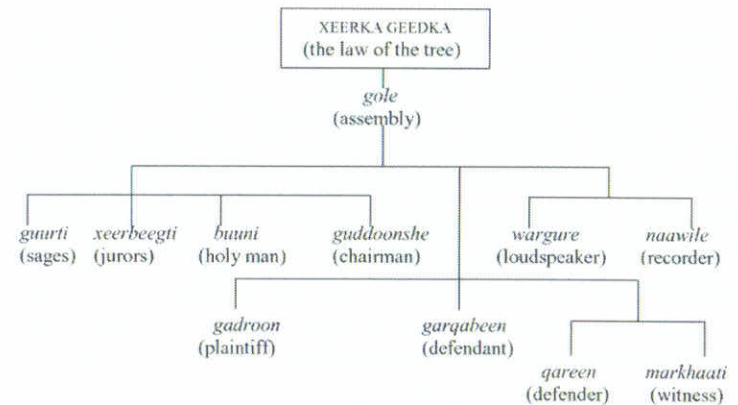 XEERKA GEEDKA
(the law of the tree)
gole
(assembly)
guurti
(sages)
xeerbeegti
(jurors)
buuni
(holy man)
guddoonshe
(chairman)
wargure
(loudspeaker)
naawile
(recorder)
gadroon
(plaintiff)
garqabeen
(defendant)
qareen
(defender)
markhaati
(witness)